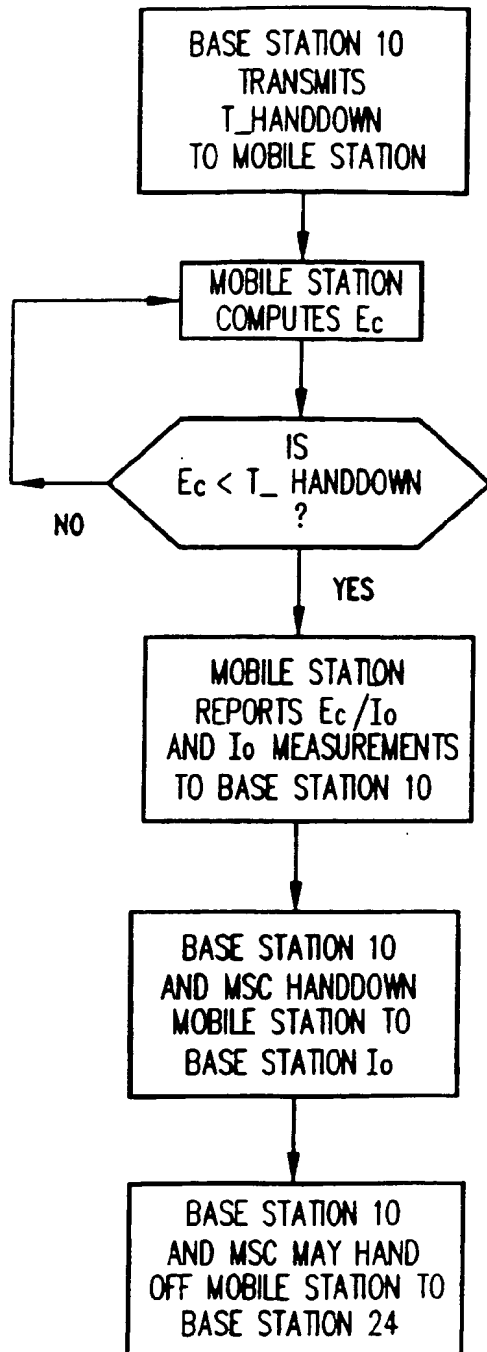 BASE STATION 10
TRANSMITS
T_HANDDOWN
TO MOBILE STATION
MOBILE STATION
COMPUTES Ec
IS
Ec < T_ HANDDOWN
?
NO
YES
MOBILE STATION
REPORTS Ec/Io
AND Io MEASUREMENTS
TO BASE STATION 10
BASE STATION 10
AND MSC HANDDOWN
MOBILE STATION TO
BASE STATION Io
BASE STATION 10
AND MSC MAY HAND
OFF MOBILE STATION TO
BASE STATION 24